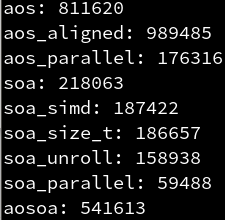 aos: 811620
aos_aligned: 989485
aos_parallel: 176316
soa: 218063
soa_simd: 187422
soa_size_t: 186657
soa_unroll: 158938
soa_parallel: 59488
aosoa: 541613